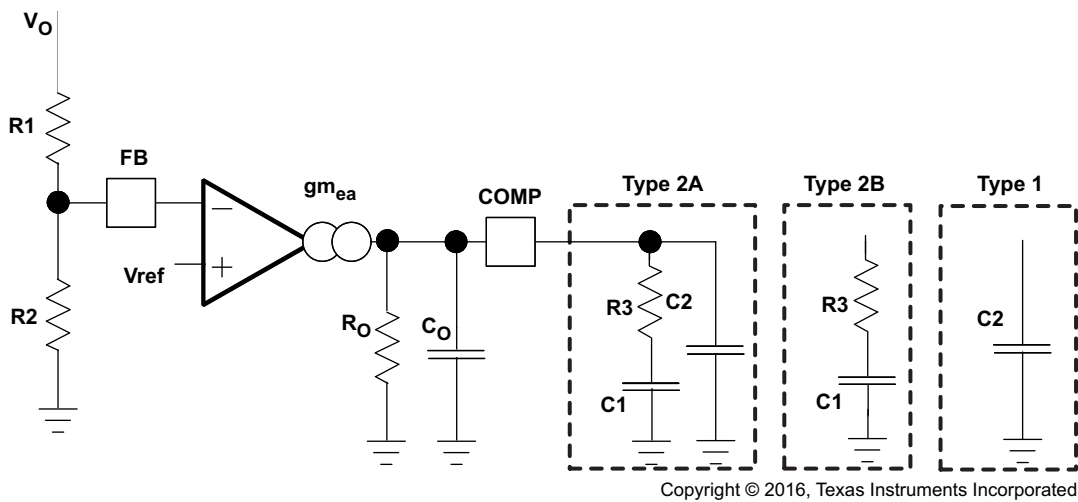 VO
R1
FB
gmea
COMP
Type 2A
Type 2B
Type 1
Vref
R2
RO
CO
R3
C2
C1
R3
C1
C2
Copyright © 2016, Texas Instruments Incorporated